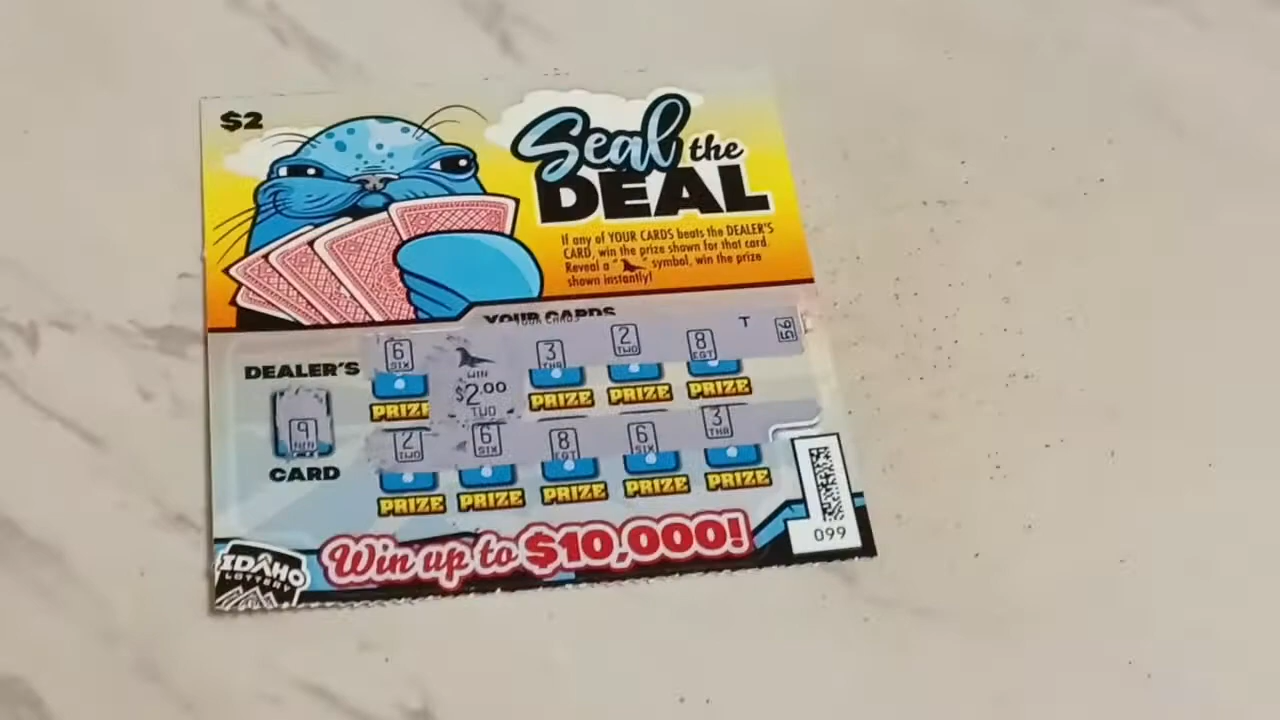 $2
Seal the
DEAL
If any of YOUR CARDS beats the DEALER'S
CARD, win the prize shown for that card.
Reveal a " " symbol, win the prize
shown instantly!
YOUR CARDS
DEALER'S
9
NIN
CARD
6
SIX
WIN
$2.00
TWO
3
THR
2
TWO
8
EGT
T
PRIZE
PRIZE
PRIZE
PRIZE
2
TWO
6
SIX
8
EGT
6
SIX
3
THR
PRIZE
PRIZE
PRIZE
PRIZE
PRIZE
099
Win up to $10,000!
IDAHO
LOTTERY